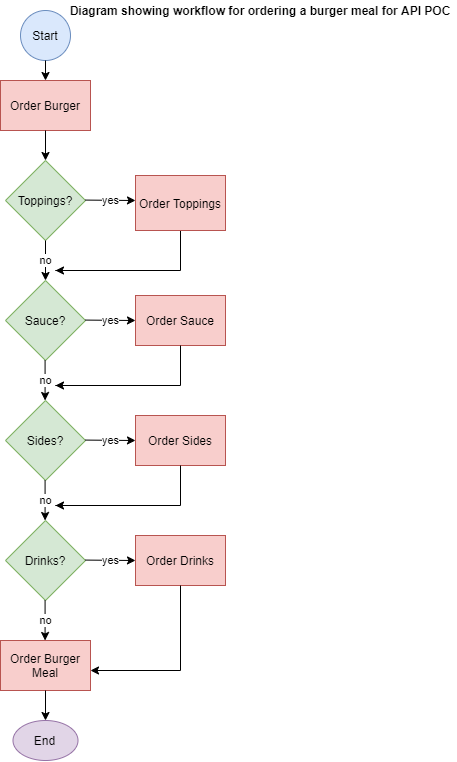 Diagram showing workflow for ordering a burger meal for API POC
Start
Order Burger
Toppings?
yes
Order Toppings
no
Sauce?
yes
Order Sauce
no
Sides?
yes
Order Sides
no
Drinks?
yes
Order Drinks
no
Order Burger
Meal
End